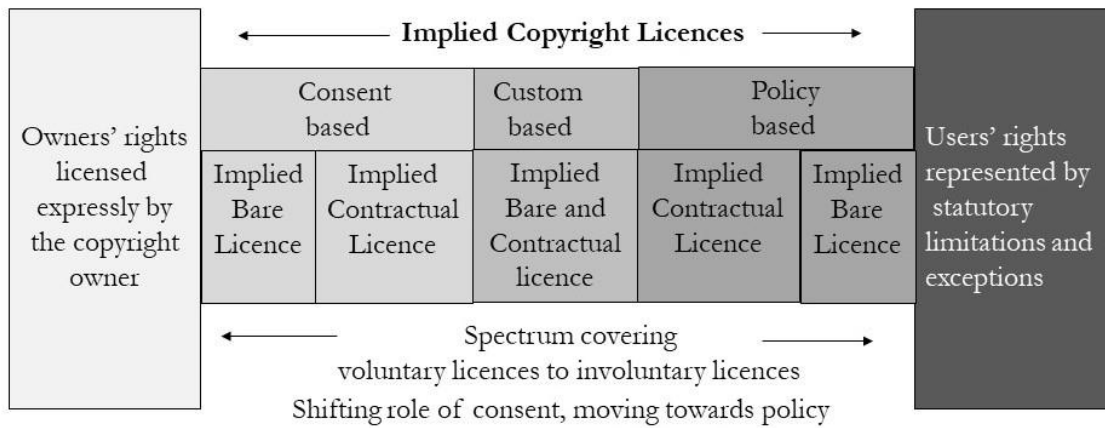 Implied Copyright Licences
Owners' rights
licensed
expressly by
the copyright
owner
Consent
based
Custom
based
Policy
based
Implied
Bare
Licence
Implied
Contractual
Licence
Implied
Bare and
Contractual
licence
Implied
Contractual
Licence
Implied
Bare
Licence
Users' rights
represented by
statutory
limitations and
exceptions
Spectrum covering
voluntary licences to involuntary licences
Shifting role of consent, moving towards policy